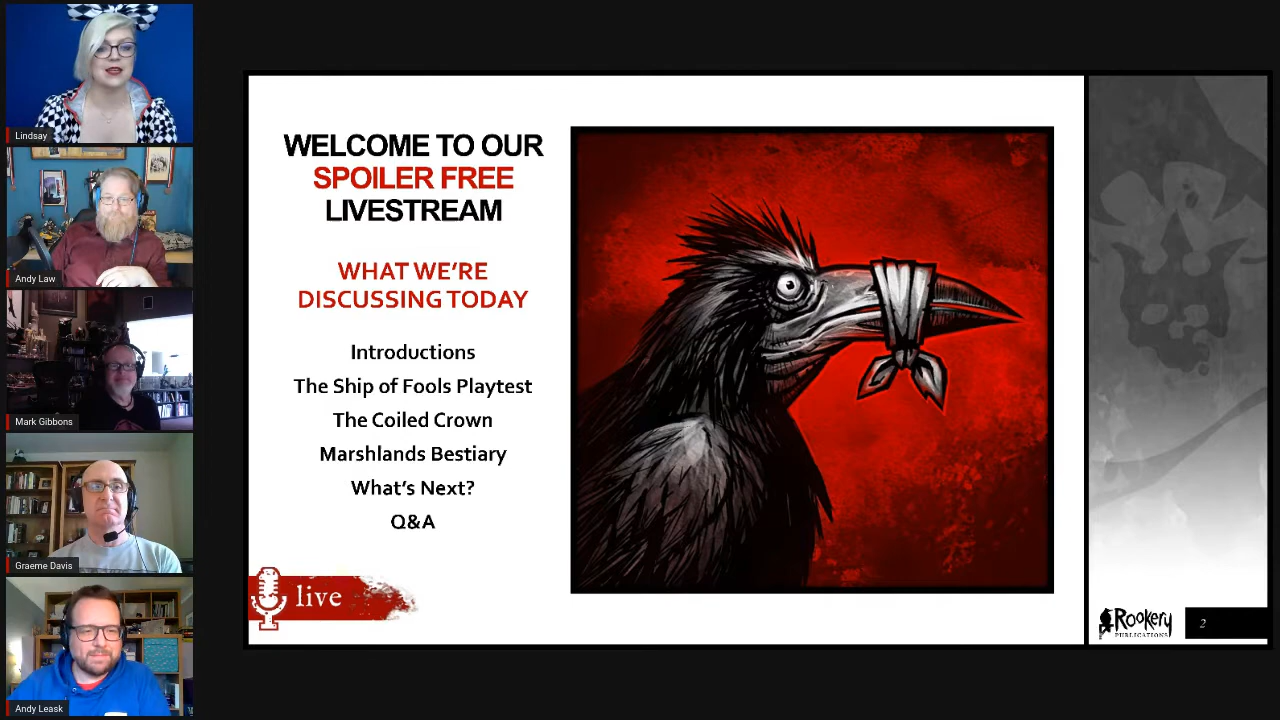 Lindsay
Andy Law
Mark Gibbons
Graeme Davis
Andy Leask
WELCOME TO OUR
SPOILER FREE
LIVESTREAM
WHAT WE'RE
DISCUSSING TODAY
Introductions
The Ship of Fools Playtest
The Coiled Crown
Marshlands Bestiary
What's Next?
Q&A
live
Rookery
PUBLICATIONS
2